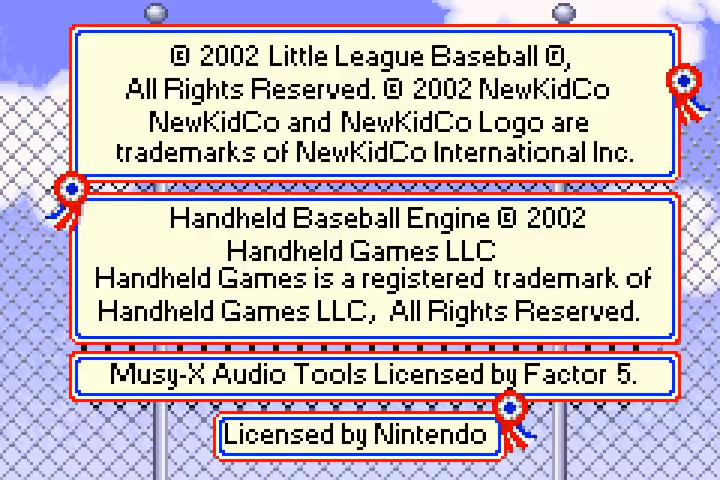 © 2002 Little League Baseball ©,
All Rights Reserved. © 2002 NewKidCo
NewKidCo and NewKidCo Logo are
trademarks of NewKidCo International Inc.
Handheld Baseball Engine © 2002
Handheld Games LLC
Handheld Games is a registered trademark of
Handheld Games LLC, All Rights Reserved.
Musy-X Audio Tools Licensed by Factor 5.
Licensed by Nintendo